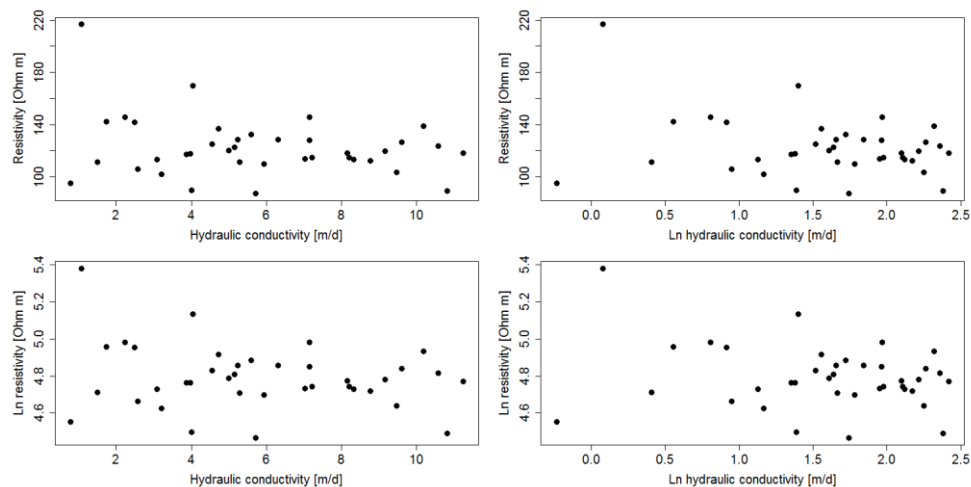 220
180
140
100
Resistivity [Ohm m]
2 4 6 8 10
Hydraulic conductivity [m/d]
220
180
140
100
Resistivity [Ohm m]
0.0 0.5 1.0 1.5 2.0 2.5
Ln hydraulic conductivity [m/d]
5.4
5.2
5.0
4.8
4.6
Ln resistivity [Ohm m]
2 4 6 8 10
Hydraulic conductivity [m/d]
5.4
5.2
5.0
4.8
4.6
Ln resistivity [Ohm m]
0.0 0.5 1.0 1.5 2.0 2.5
Ln hydraulic conductivity [m/d]